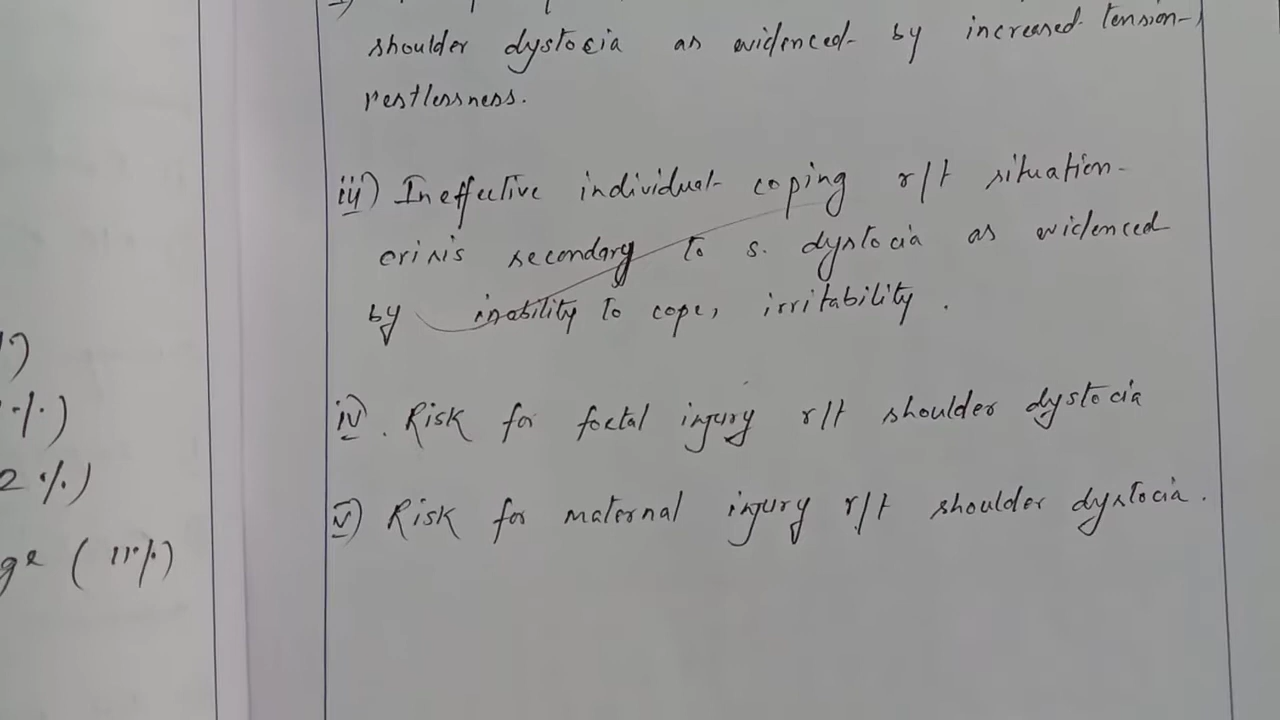 shoulder dystocia as evidenced by increased tension
restlessness.
iii) Ineffective individual coping r/t situation
crisis secondary to s. dystocia as evidenced
by inability to cope, irritability.
iv). Risk for foetal injury r/t shoulder dystocia
v) Risk for maternal injury r/t shoulder dystocia.
2%)
(11%)